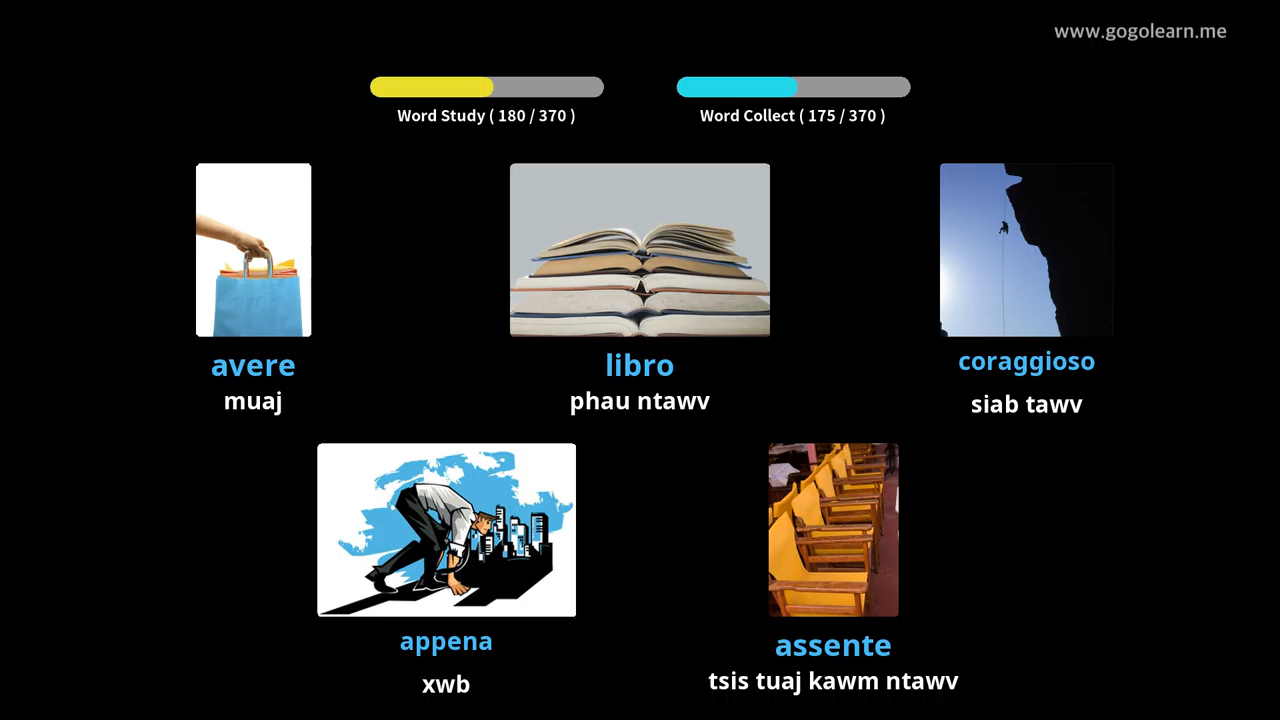 www.gogolearn.me
Word Study ( 180 / 370 )
Word Collect ( 175 / 370 )
avere
muaj
libro
phau ntawv
coraggioso
siab tawv
appena
xwb
assente
tsis tuaj kawm ntawv